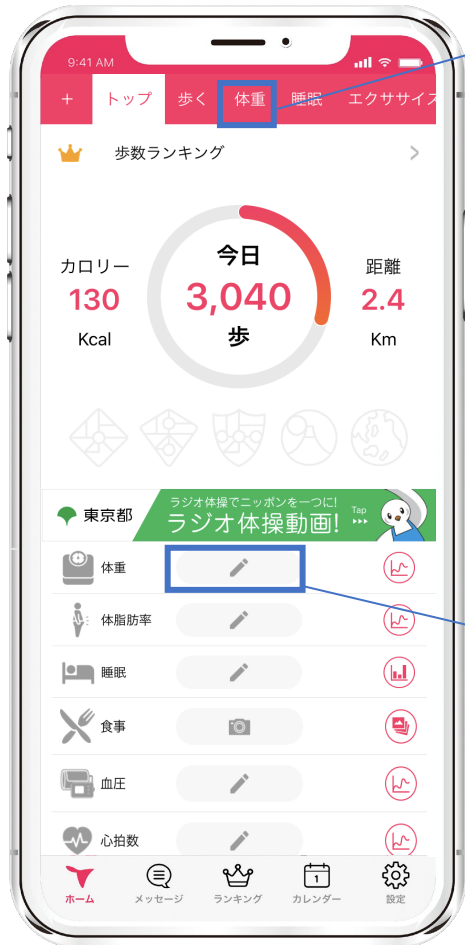 9:41 AM
+ トップ 歩く 体重 睡眠 エクササイズ
歩数ランキング
カロリー
130
Kcal
今日
3,040
歩
距離
2.4
Km
東京都
ラジオ体操でニッポンを一つに!
ラジオ体操動画!
Tap
体重
体脂肪率
睡眠
食事
血圧
心拍数
1
ホーム メッセージ ランキング カレンダー 設定